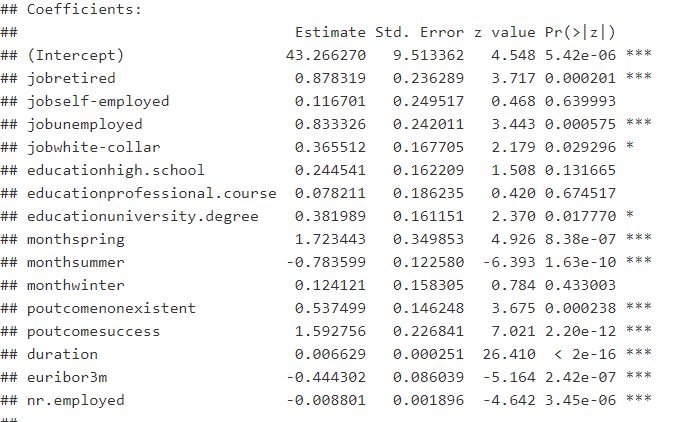 ## Coefficients:
##                              Estimate Std. Error z value Pr(>|z|)
## (Intercept)                 43.266270   9.513362   4.548 5.42e-06 ***
## jobretired                   0.878319   0.236289   3.717 0.000201 ***
## jobself-employed             0.116701   0.249517   0.468 0.639993
## jobunemployed                0.833326   0.242011   3.443 0.000575 ***
## jobwhite-collar              0.365512   0.167705   2.179 0.029296 *
## educationhigh.school         0.244541   0.162209   1.508 0.131665
## educationprofessional.course 0.078211   0.186235   0.420 0.674517
## educationuniversity.degree   0.381989   0.161151   2.370 0.017770 *
## monthspring                  1.723443   0.349853   4.926 8.38e-07 ***
## monthsummer                 -0.783599   0.122580  -6.393 1.63e-10 ***
## monthwinter                  0.124121   0.158305   0.784 0.433003
## poutcomenonexistent          0.537499   0.146248   3.675 0.000238 ***
## poutcomesuccess              1.592756   0.226841   7.021 2.20e-12 ***
## duration                     0.006629   0.000251  26.410  < 2e-16 ***
## euribor3m                   -0.444302   0.086039  -5.164 2.42e-07 ***
## nr.employed                 -0.008801   0.001896  -4.642 3.45e-06 ***
##